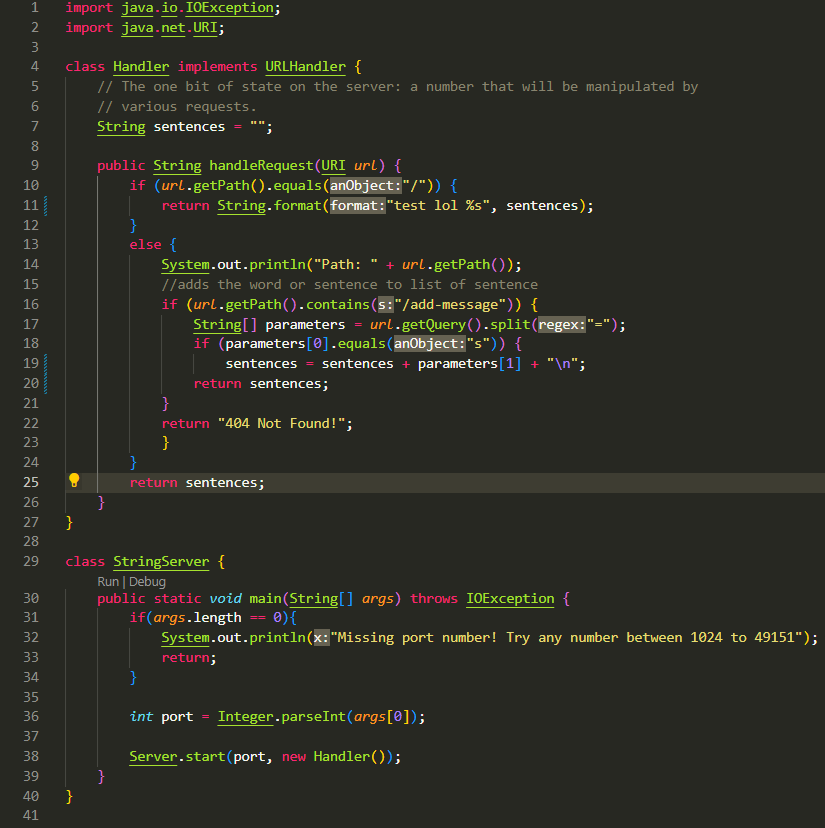 1 import java.io.IOException;
2 import java.net.URI;
3
4 class Handler implements URLHandler {
5 // The one bit of state on the server: a number that will be manipulated by
6 // various requests.
7 String sentences = "";
8
9 public String handleRequest(URI url) {
10 if (url.getPath().equals(anObject:"/")) {
11 return String.format(format:"test lol %s", sentences);
12 }
13 else {
14 System.out.println("Path: " + url.getPath());
15 //adds the word or sentence to list of sentence
16 if (url.getPath().contains(s:"/add-message")) {
17 String[] parameters = url.getQuery().split(regex:"=");
18 if (parameters[0].equals(anObject:"s")) {
19 sentences = sentences + parameters[1] + "\n";
20 return sentences;
21 }
22 return "404 Not Found!";
23 }
24 }
25 return sentences;
26 }
27 }
28
29 class StringServer {
Run | Debug
30 public static void main(String[] args) throws IOException {
31 if(args.length == 0){
32 System.out.println(x:"Missing port number! Try any number between 1024 to 49151");
33 return;
34 }
35
36 int port = Integer.parseInt(args[0]);
37
38 Server.start(port, new Handler());
39 }
40 }
41